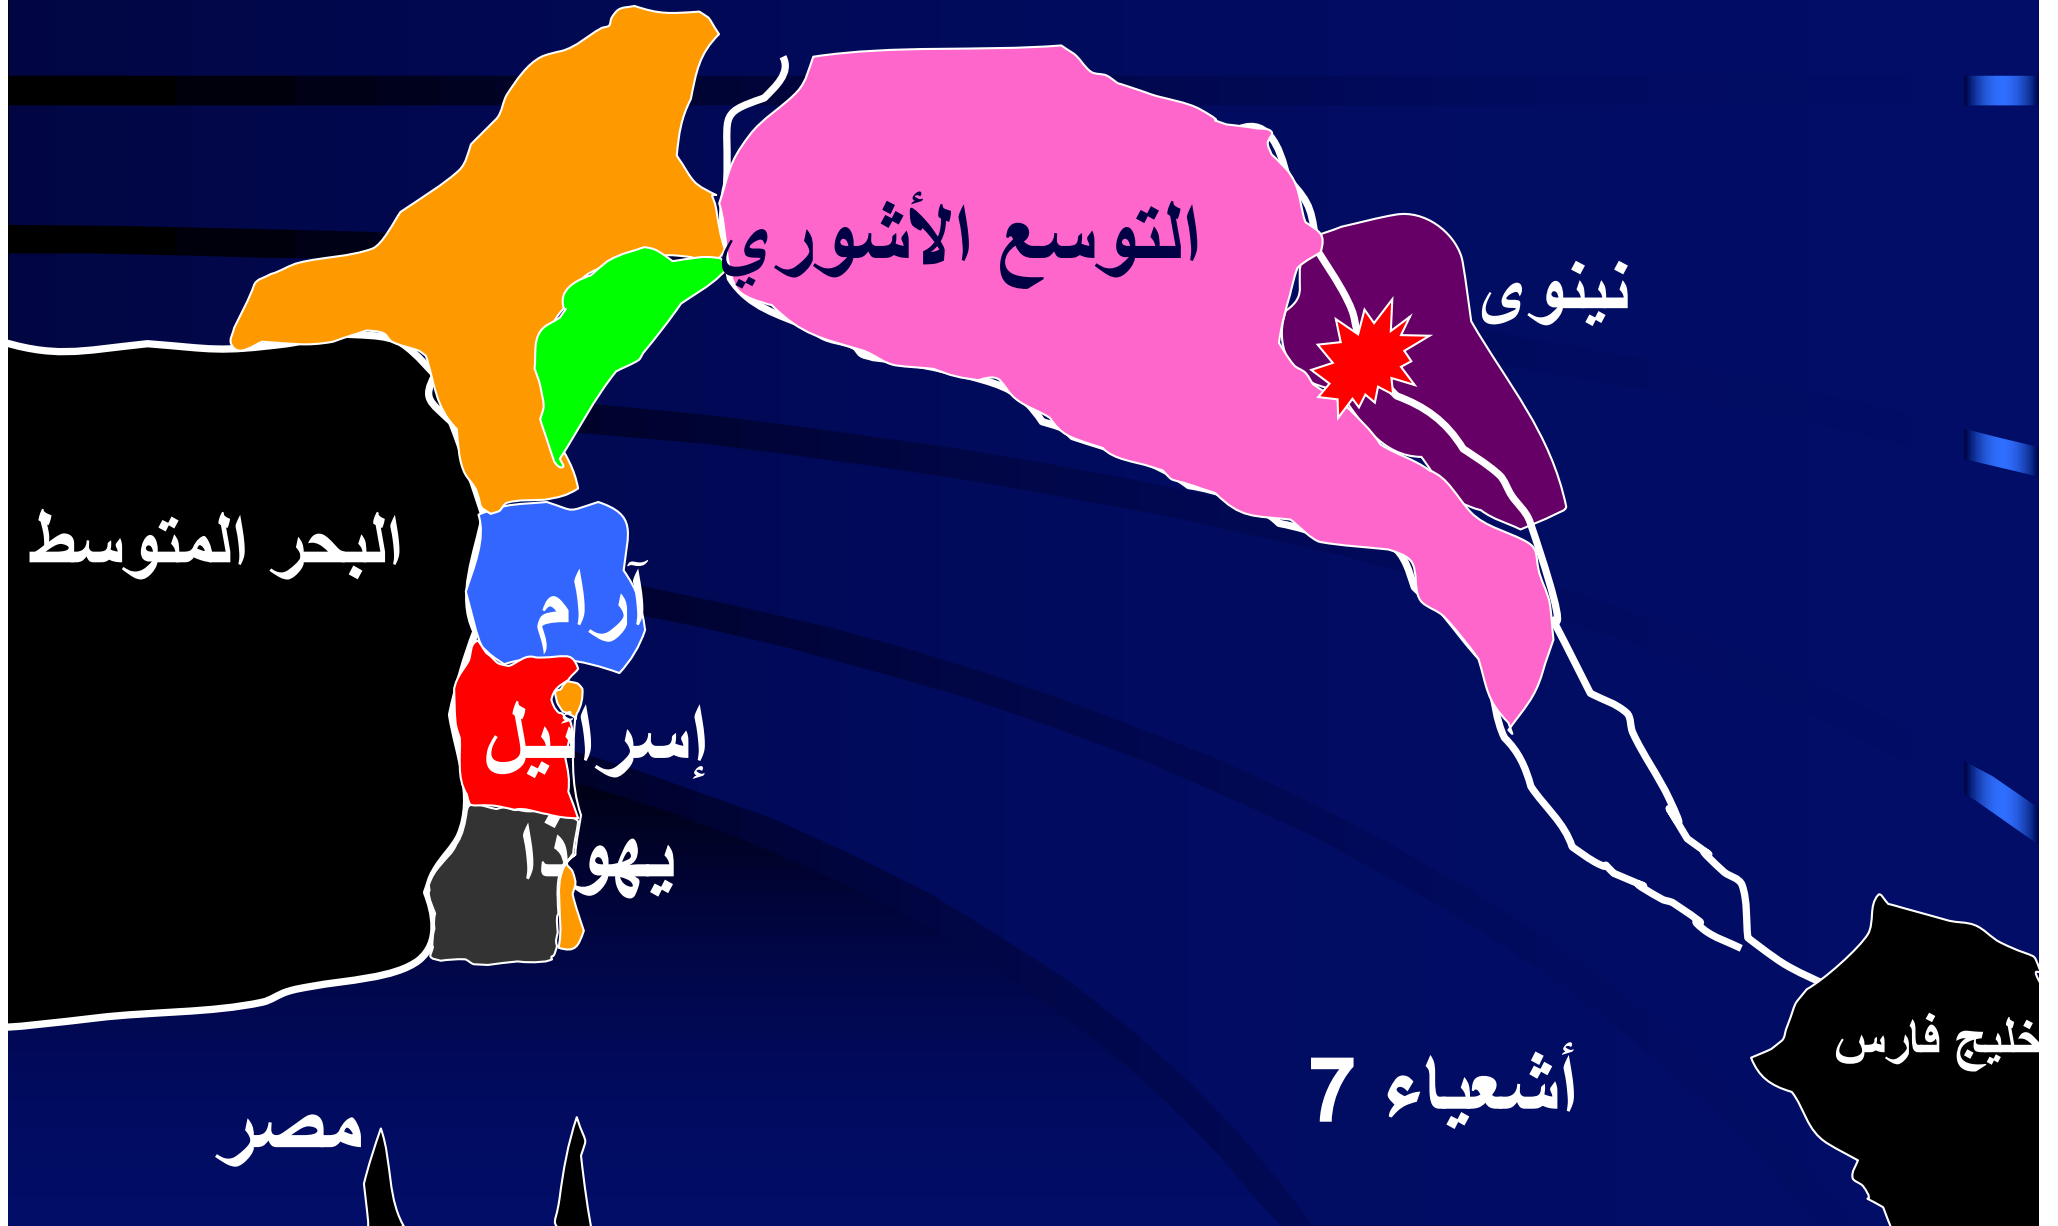 التوسع الأشوري
نينوى
البحر المتوسط
آرام
إسرائيل
يهوذا
خليج فارس
أشعياء 7
مصر